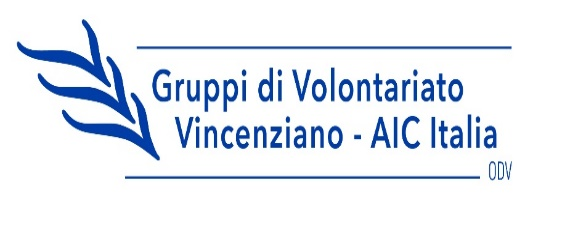 Gruppi di Volontariato
Vincenziano - AIC Italia
ODV